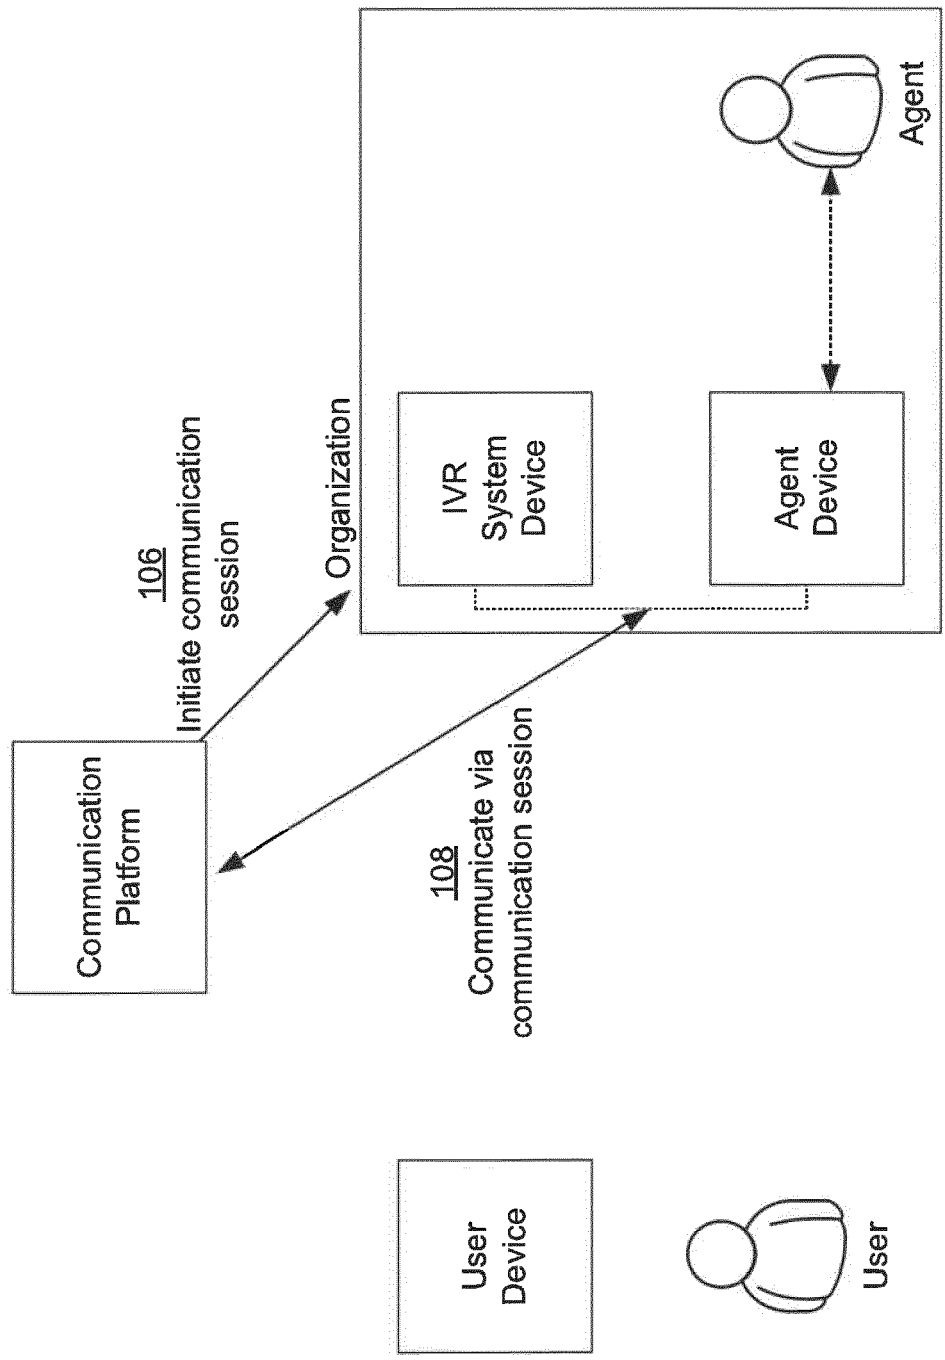 Communication
Platform
106
Initiate communication
session
Organization
108
Communicate via
communication session
User
Device
User
IVR
System
Device
Agent
Device
Agent